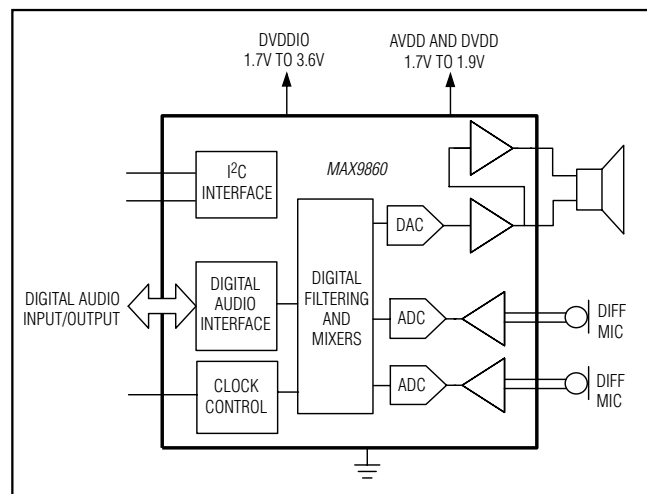 DVDDIO
1.7V TO 3.6V
AVDD AND DVDD
1.7V TO 1.9V
I²C
INTERFACE
MAX9860
DAC
DIGITAL AUDIO
INPUT/OUTPUT
DIGITAL
AUDIO
INTERFACE
DIGITAL
FILTERING
AND
MIXERS
ADC
DIFF
MIC
CLOCK
CONTROL
ADC
DIFF
MIC